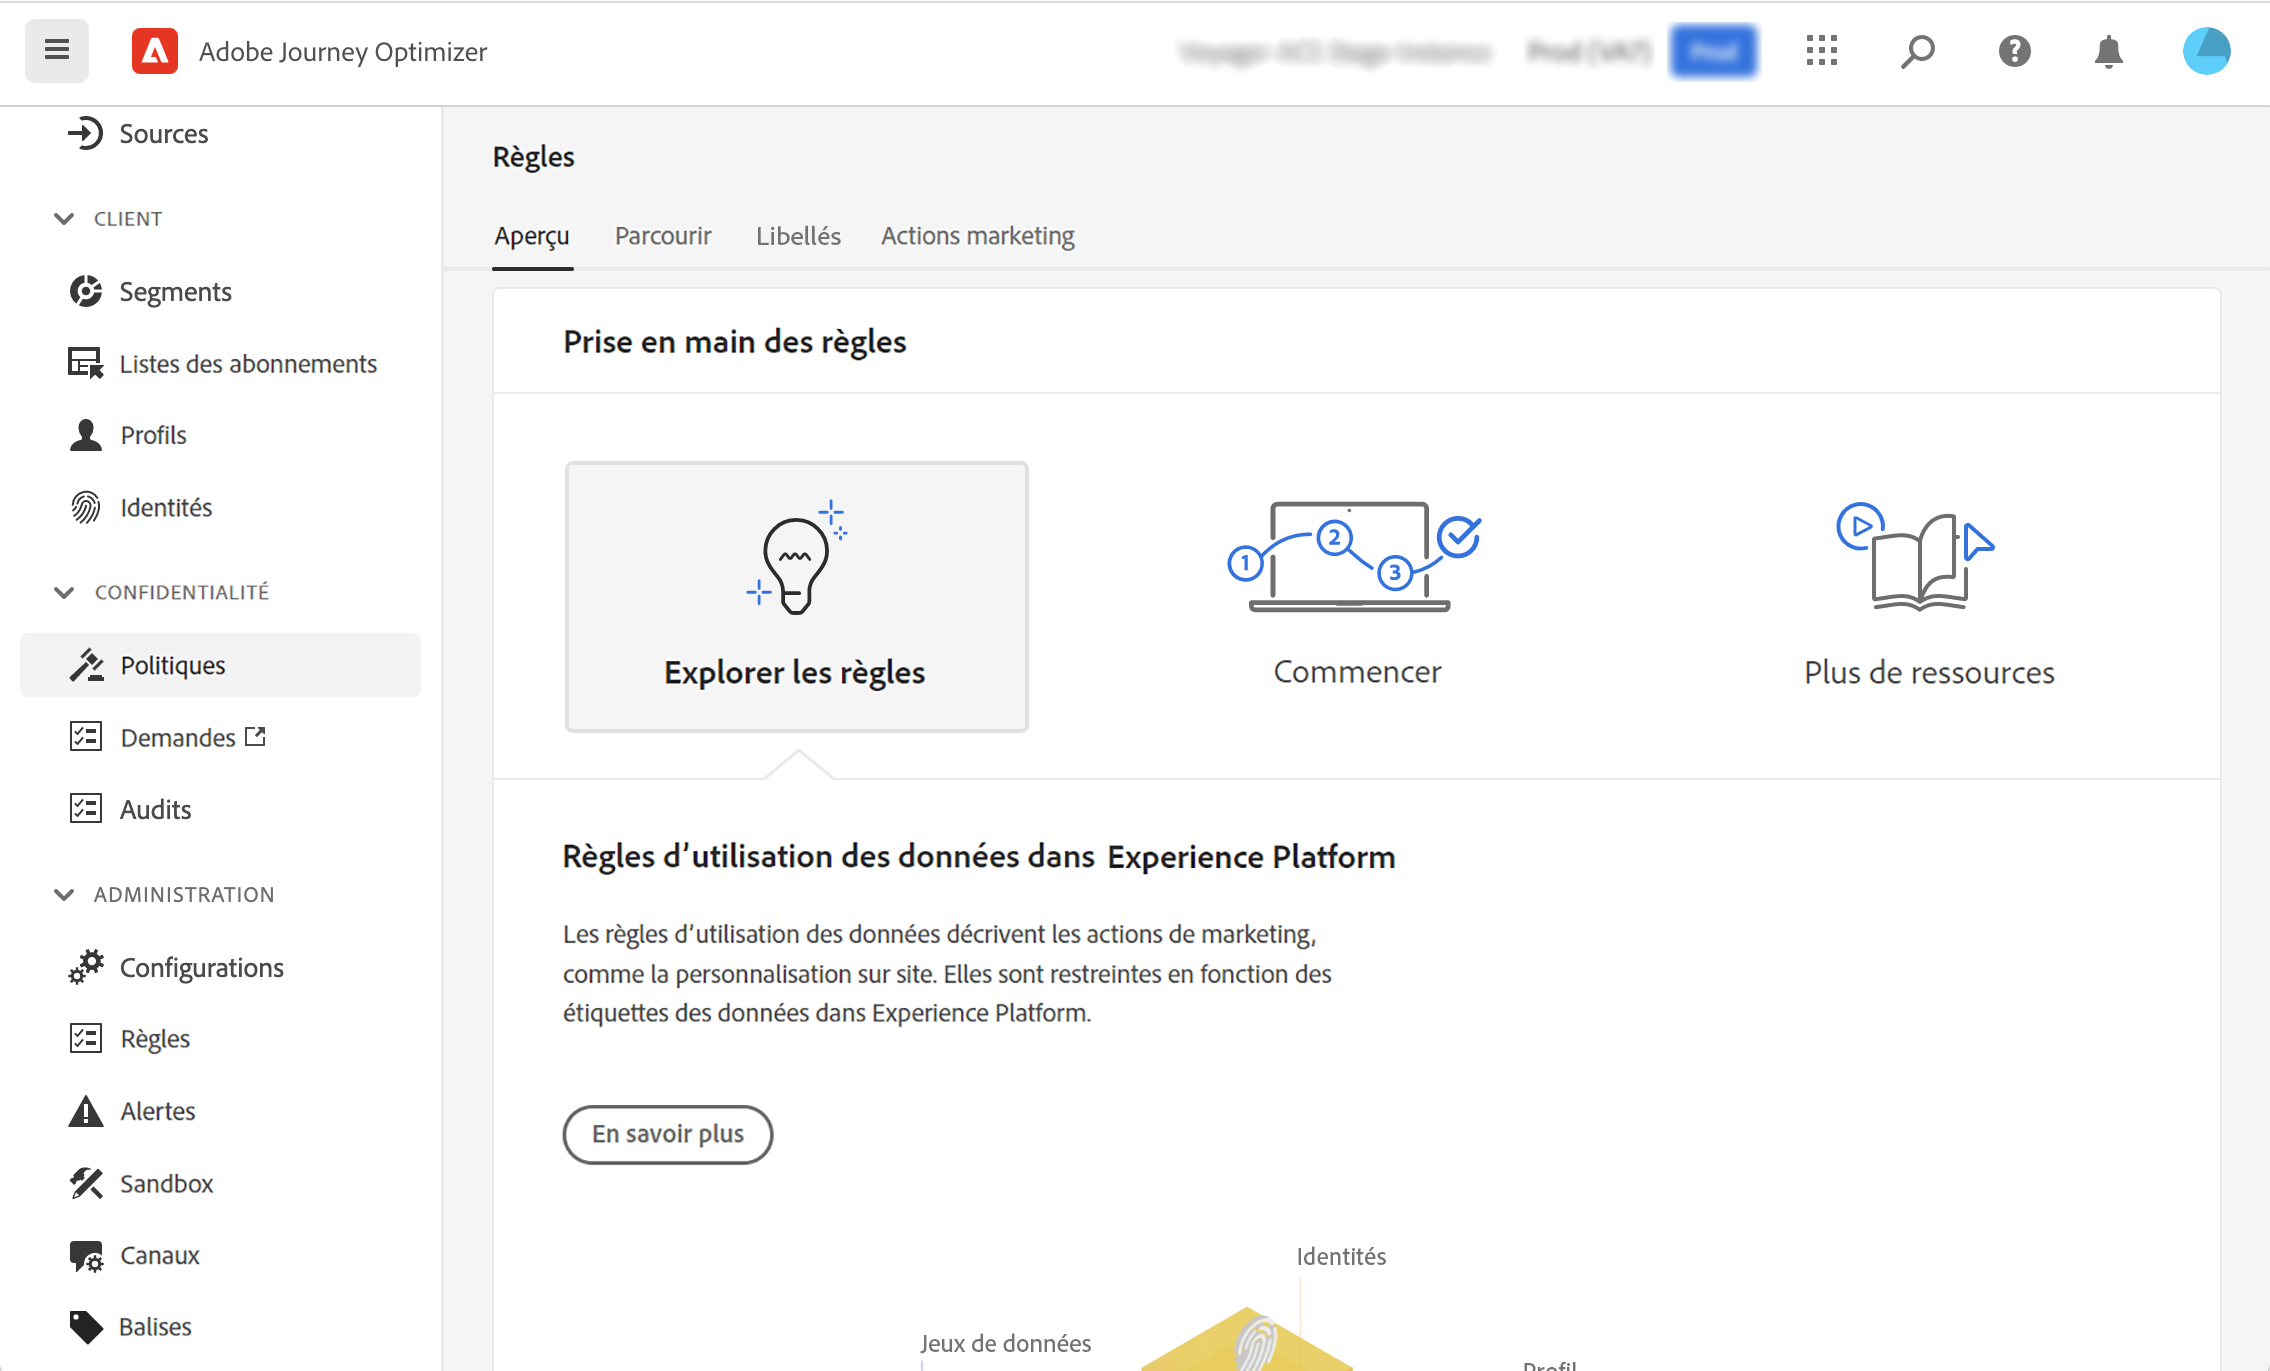 Adobe Journey Optimizer
Sources
CLIENT
Segments
Listes des abonnements
Profils
Identités
CONFIDENTIALITÉ
Politiques
Demandes
Audits
ADMINISTRATION
Configurations
Règles
Alertes
Sandbox
Canaux
Balises
Règles
Aperçu Parcourir Libellés Actions marketing
Prise en main des règles
1 2 3
Explorer les règles Commencer Plus de ressources
Règles d’utilisation des données dans Experience Platform
Les règles d’utilisation des données décrivent les actions de marketing,
comme la personnalisation sur site. Elles sont restreintes en fonction des
étiquettes des données dans Experience Platform.
En savoir plus
Identités
Jeux de données
Profil